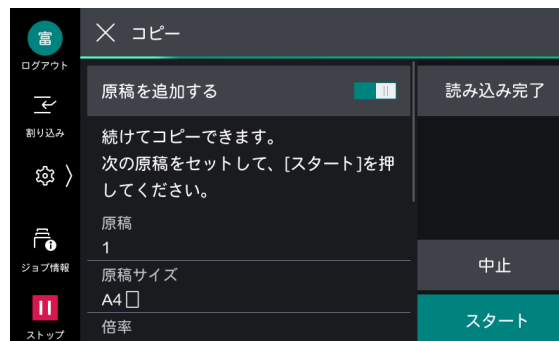 富
ログアウト
割り込み
ジョブ情報
ストップ
コピー
原稿を追加する
読み込み完了
続けてコピーできます。
次の原稿をセットして、[スタート]を押
してください。
原稿
1
原稿サイズ
A4
倍率
中止
スタート